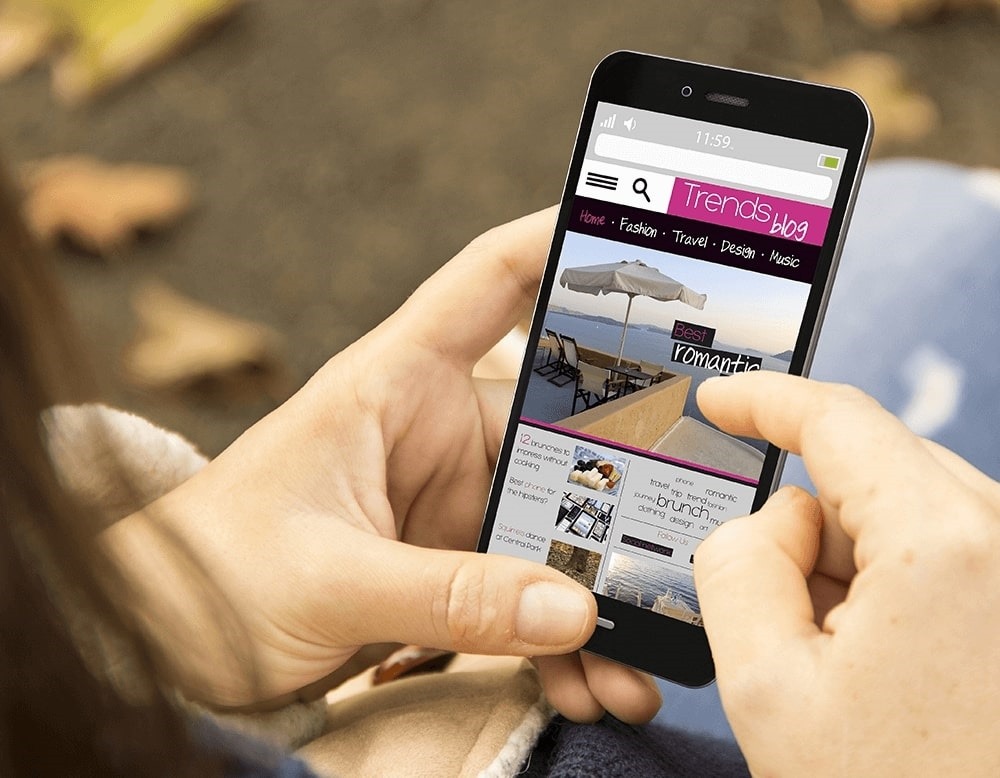 11:59
Trends
blog
Home · Fashion · Travel · Design · Music
Best
romantic
12 brunches to
impress without
cooking
Best phone for
the hipsters?
Squirrels dance
at Central Park
phone
travel trip trend fashion romantic
journey brunch
clothing design art
Follow Us
Social network